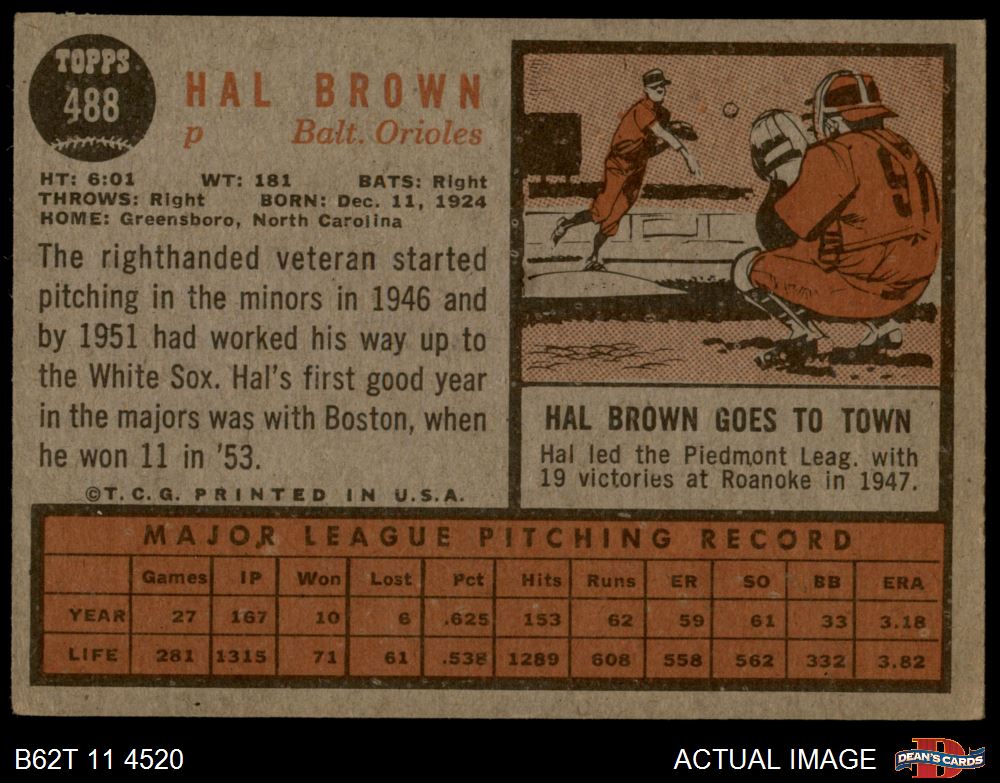 TOPPS
488
HAL BROWN
p Balt. Orioles
HT: 6:01 WT: 181 BATS: Right
THROWS: Right BORN: Dec. 11, 1924
HOME: Greensboro, North Carolina
The righthanded veteran started
pitching in the minors in 1946 and
by 1951 had worked his way up to
the White Sox. Hal's first good year
in the majors was with Boston, when
he won 11 in '53.
©T.C.G. PRINTED IN U.S.A.
HAL BROWN GOES TO TOWN
Hal led the Piedmont Leag. with
19 victories at Roanoke in 1947.
MAJOR LEAGUE PITCHING RECORD
Games IP Won Lost Pct Hits Runs ER SO BB ERA
YEAR 27 167 10 6 .625 153 62 59 61 33 3.18
LIFE 281 1315 71 61 .538 1289 608 558 562 332 3.82
B62T 11 4520 ACTUAL IMAGE
DEAN'S CARDS